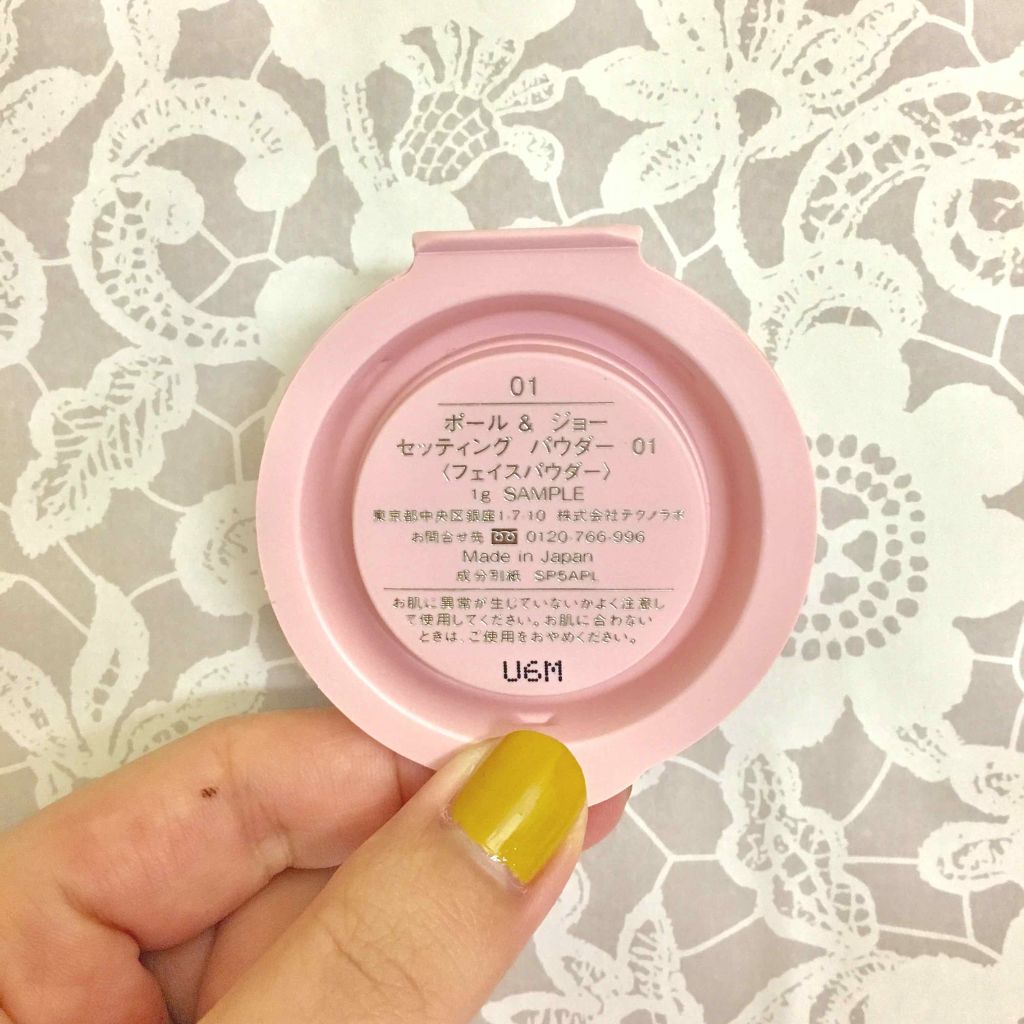 01
ポール & ジョー
セッティング パウダー 01
〈フェイスパウダー〉
1g SAMPLE
東京都中央区銀座1-7-10 株式会社テクノラボ
お問合せ先 0120-766-996
Made in Japan
成分別紙 SP5APL
お肌に異常が生じていないかよく注意し
て使用してください。お肌に合わない
ときは、ご使用をおやめください。
U6M